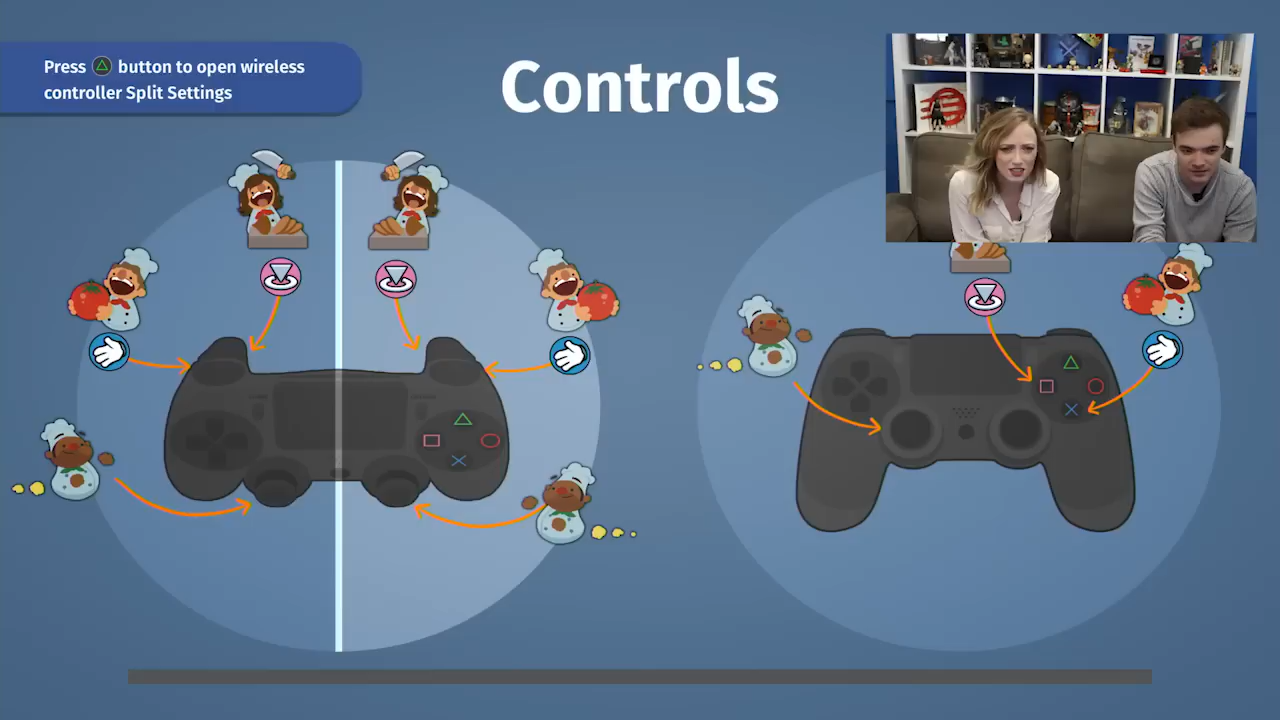 Press button to open wireless
controller Split Settings
Controls